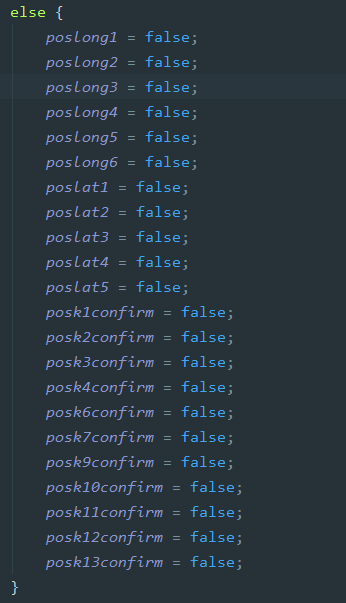 else {
poslong1 = false;
poslong2 = false;
poslong3 = false;
poslong4 = false;
poslong5 = false;
poslong6 = false;
poslat1 = false;
poslat2 = false;
poslat3 = false;
poslat4 = false;
poslat5 = false;
posk1confirm = false;
posk2confirm = false;
posk3confirm = false;
posk4confirm = false;
posk6confirm = false;
posk7confirm = false;
posk9confirm = false;
posk10confirm = false;
posk11confirm = false;
posk12confirm = false;
posk13confirm = false;
}